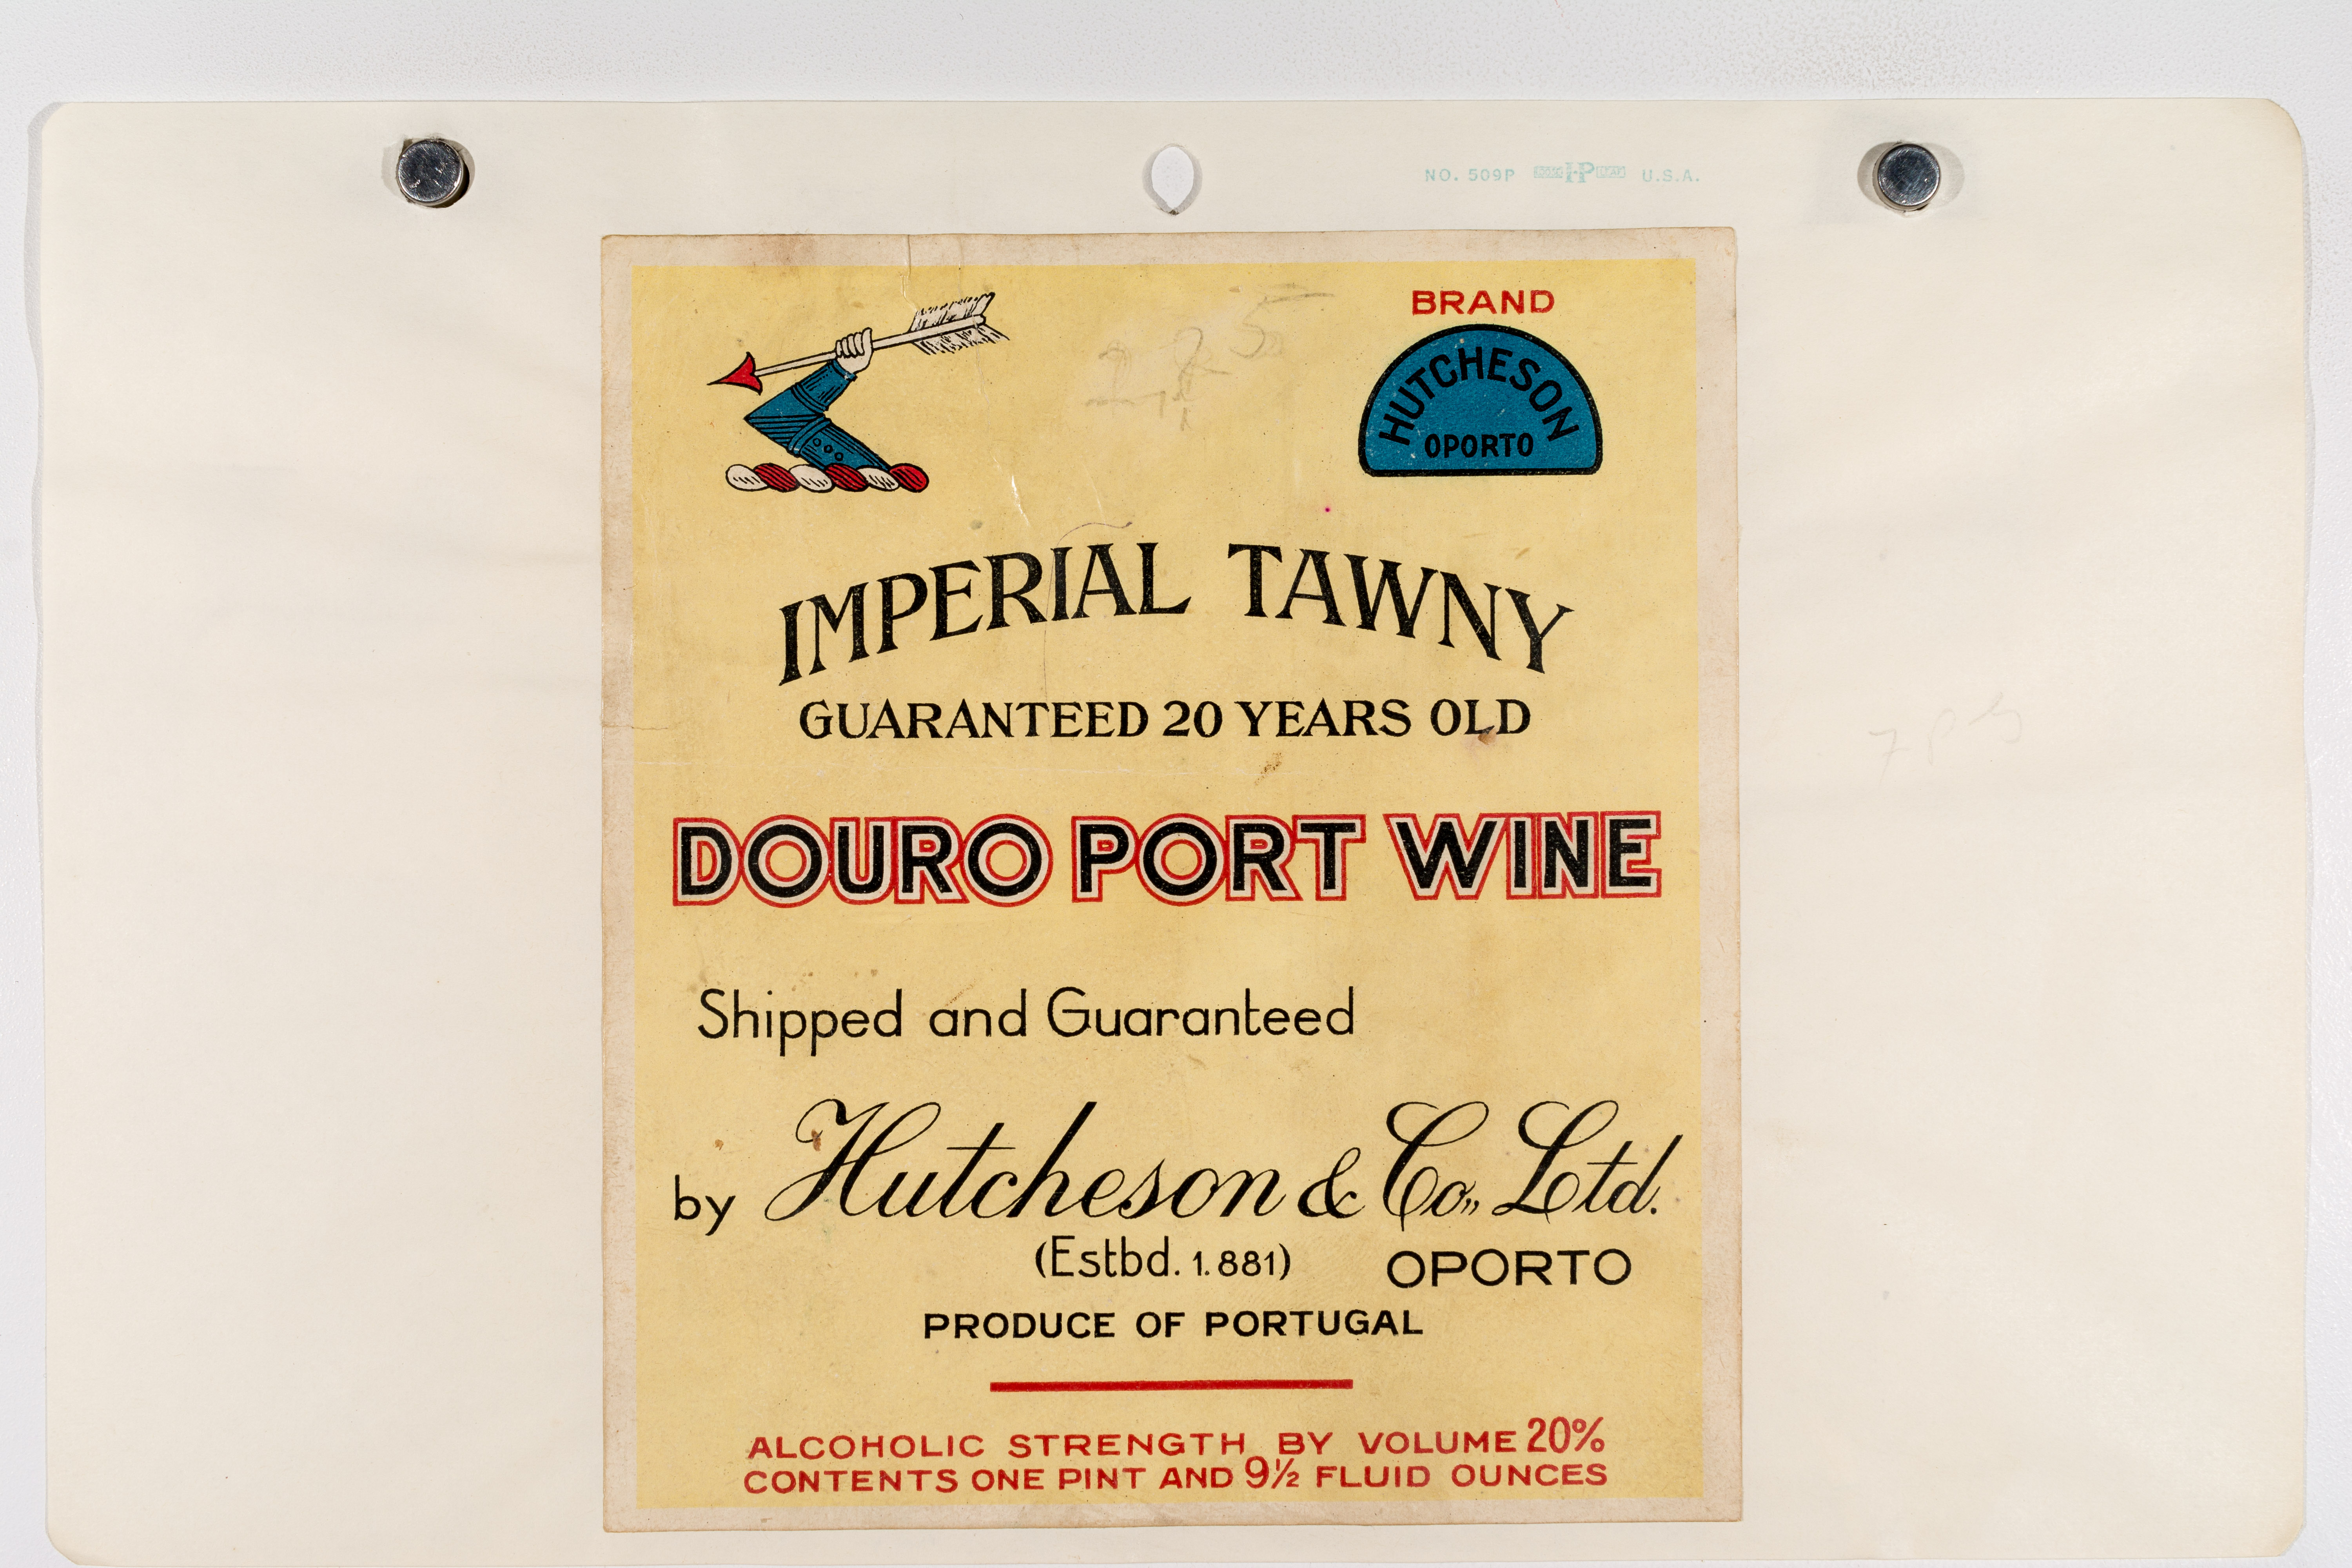 NO. 509P HP U.S.A.
BRAND
HUTCHESON
OPORTO
IMPERIAL TAWNY
GUARANTEED 20 YEARS OLD
DOURO PORT WINE
Shipped and Guaranteed
by Hutcheson & Co,, Ltd.
(Estbd. 1.881) OPORTO
PRODUCE OF PORTUGAL
ALCOHOLIC STRENGTH BY VOLUME 20%
CONTENTS ONE PINT AND 9½ FLUID OUNCES